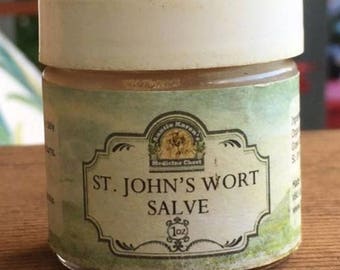 Auntie Karen's
Medicine Chest
ST. JOHN'S WORT
SALVE
1oz